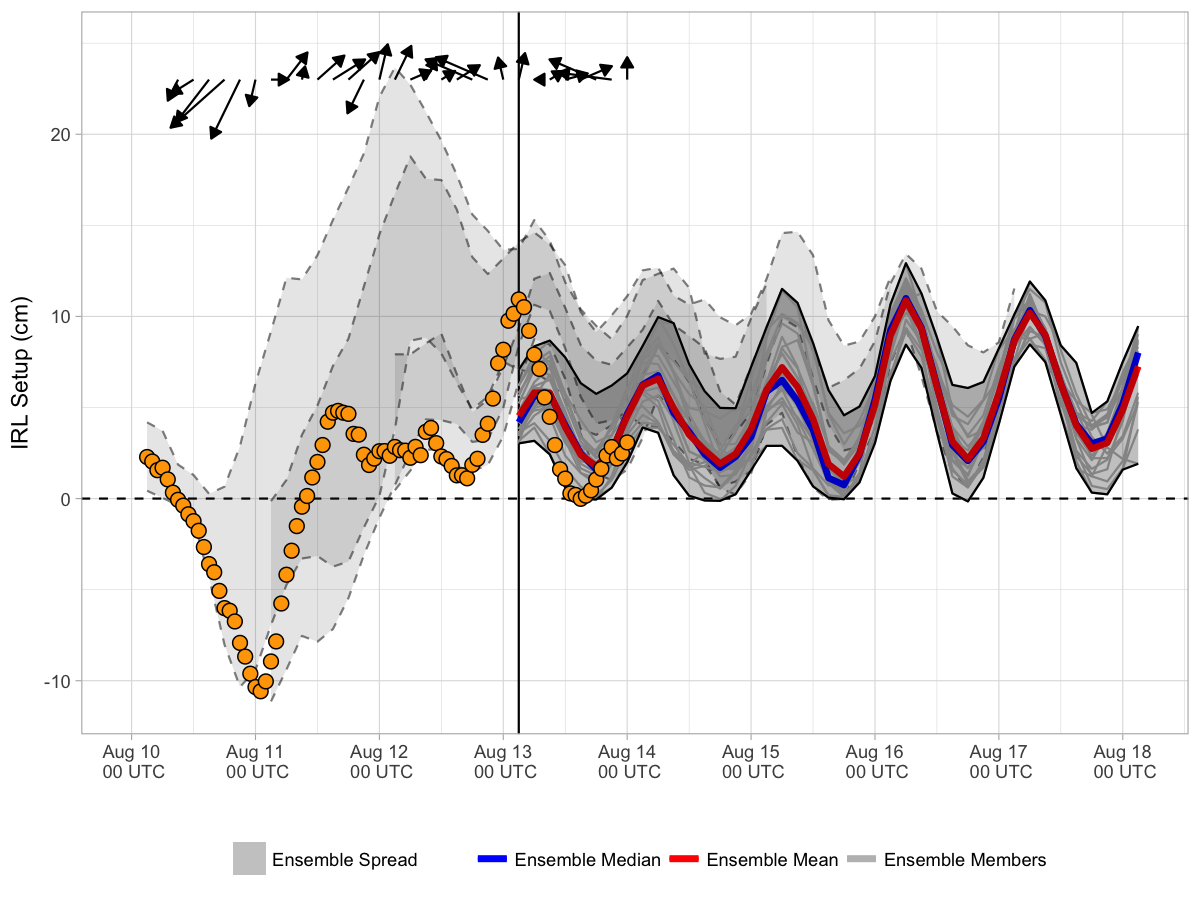 IRL Setup (cm)
20
10
0
-10
Aug 10 00 UTC
Aug 11 00 UTC
Aug 12 00 UTC
Aug 13 00 UTC
Aug 14 00 UTC
Aug 15 00 UTC
Aug 16 00 UTC
Aug 17 00 UTC
Aug 18 00 UTC
Ensemble Spread
Ensemble Median
Ensemble Mean
Ensemble Members